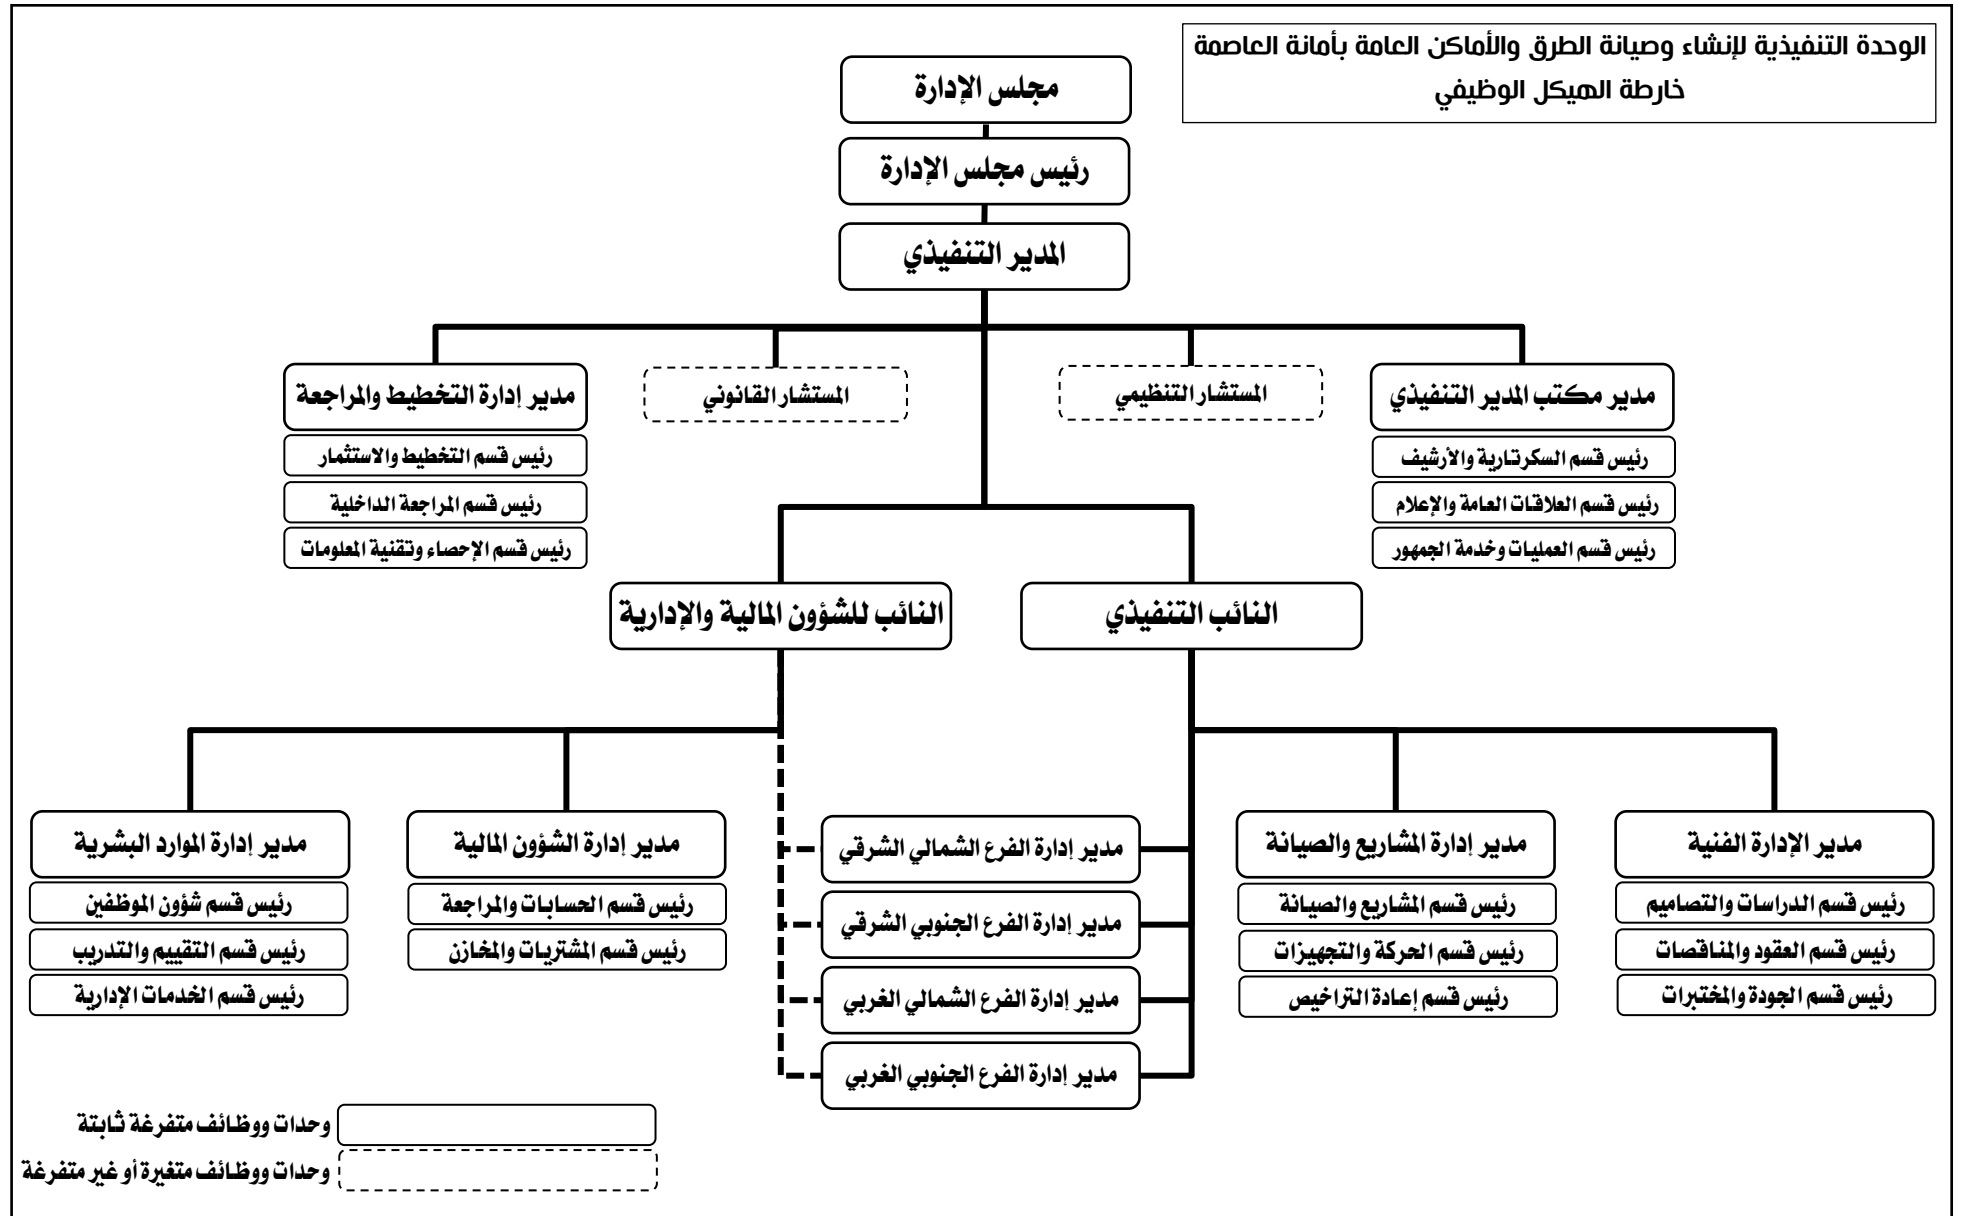 الوحدة التنفيذية لإنشاء وصيانة الطرق والأماكن العامة بأمانة العاصمة
خارطة الهيكل الوظيفي
مجلس الإدارة
رئيس مجلس الإدارة
المدير التنفيذي
مدير مكتب المدير التنفيذي
رئيس قسم السكرتارية والأرشيف
رئيس قسم العلاقات العامة والإعلام
رئيس قسم العمليات وخدمة الجمهور
المستشار التنظيمي
المستشار القانوني
مدير إدارة التخطيط والمراجعة
رئيس قسم التخطيط والاستثمار
رئيس قسم المراجعة الداخلية
رئيس قسم الإحصاء وتقنية المعلومات
النائب التنفيذي
النائب للشؤون المالية والإدارية
مدير الإدارة الفنية
رئيس قسم الدراسات والتصاميم
رئيس قسم العقود والمناقصات
رئيس قسم الجودة والمختبرات
مدير إدارة المشاريع والصيانة
رئيس قسم المشاريع والصيانة
رئيس قسم الحركة والتجهيزات
رئيس قسم إعادة التراخيص
مدير إدارة الفرع الشمالي الشرقي
مدير إدارة الفرع الجنوبي الشرقي
مدير إدارة الفرع الشمالي الغربي
مدير إدارة الفرع الجنوبي الغربي
مدير إدارة الشؤون المالية
رئيس قسم الحسابات والمراجعة
رئيس قسم المشتريات والمخازن
مدير إدارة الموارد البشرية
رئيس قسم شؤون الموظفين
رئيس قسم التقييم والتدريب
رئيس قسم الخدمات الإدارية
وحدات ووظائف متفرغة ثابتة
وحدات ووظائف متغيرة أو غير متفرغة